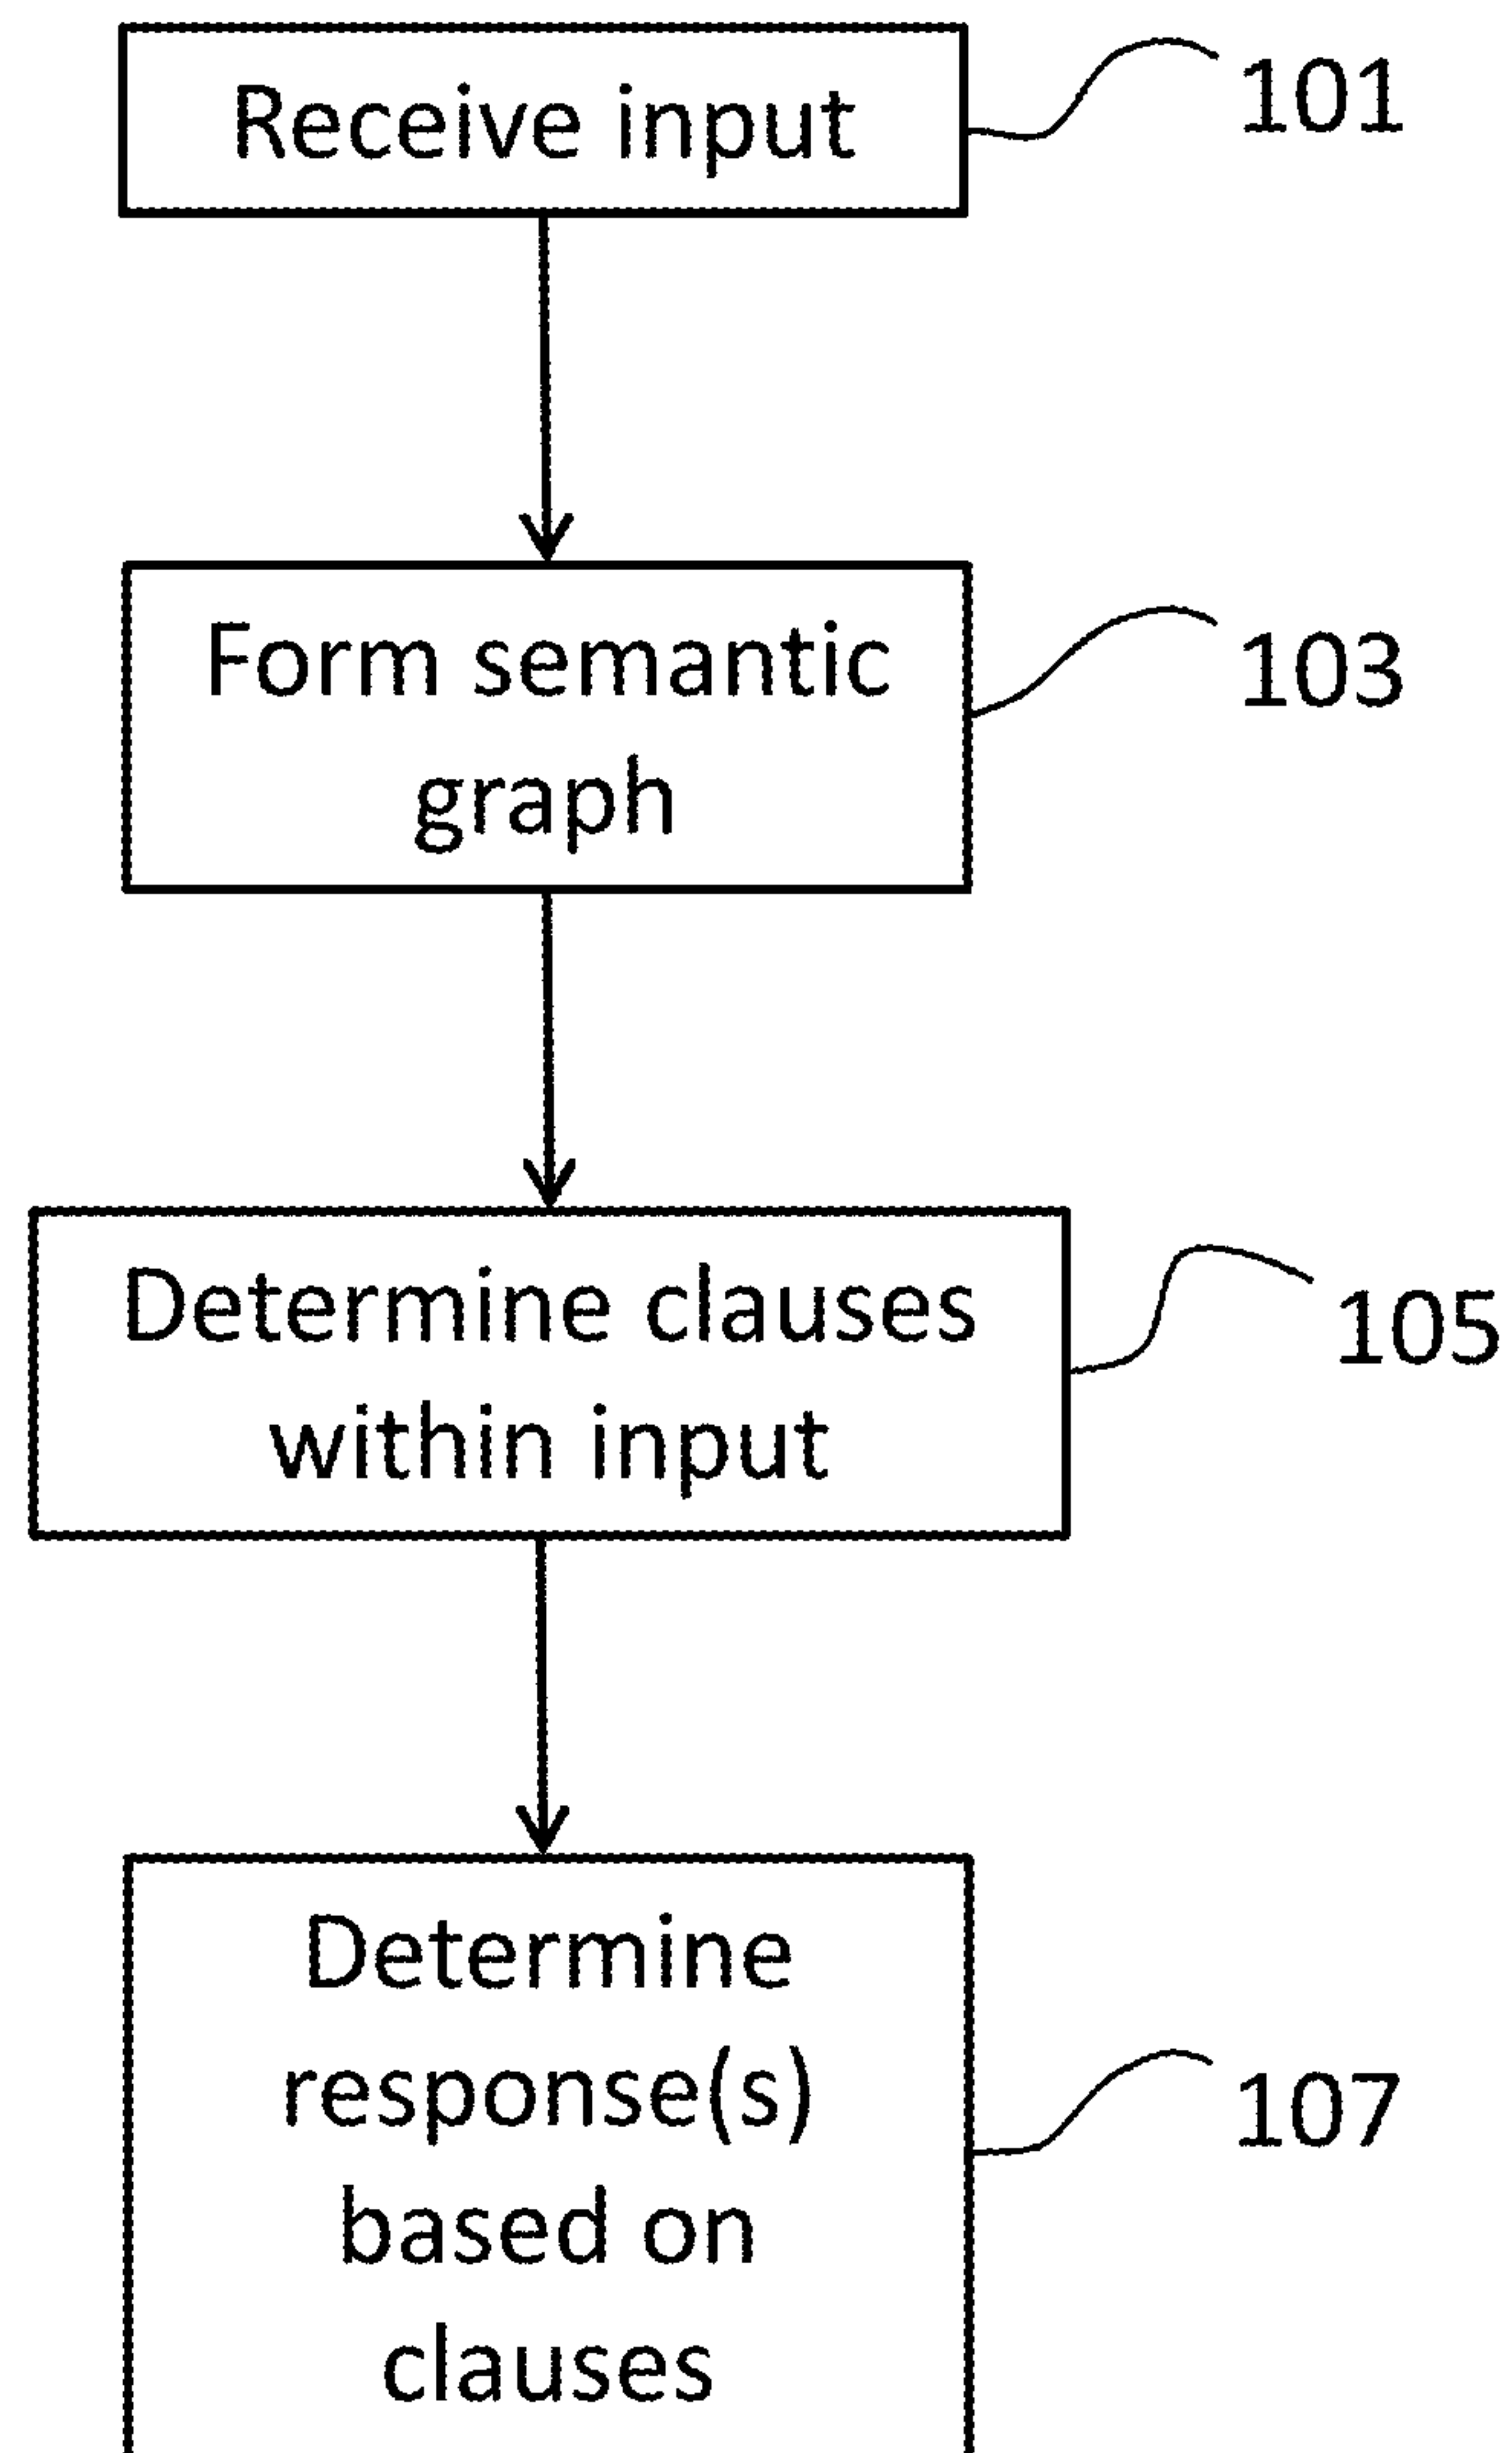 Receive input
101
Form semantic
graph
103
Determine clauses
within input
105
Determine
response(s)
based on
clauses
107